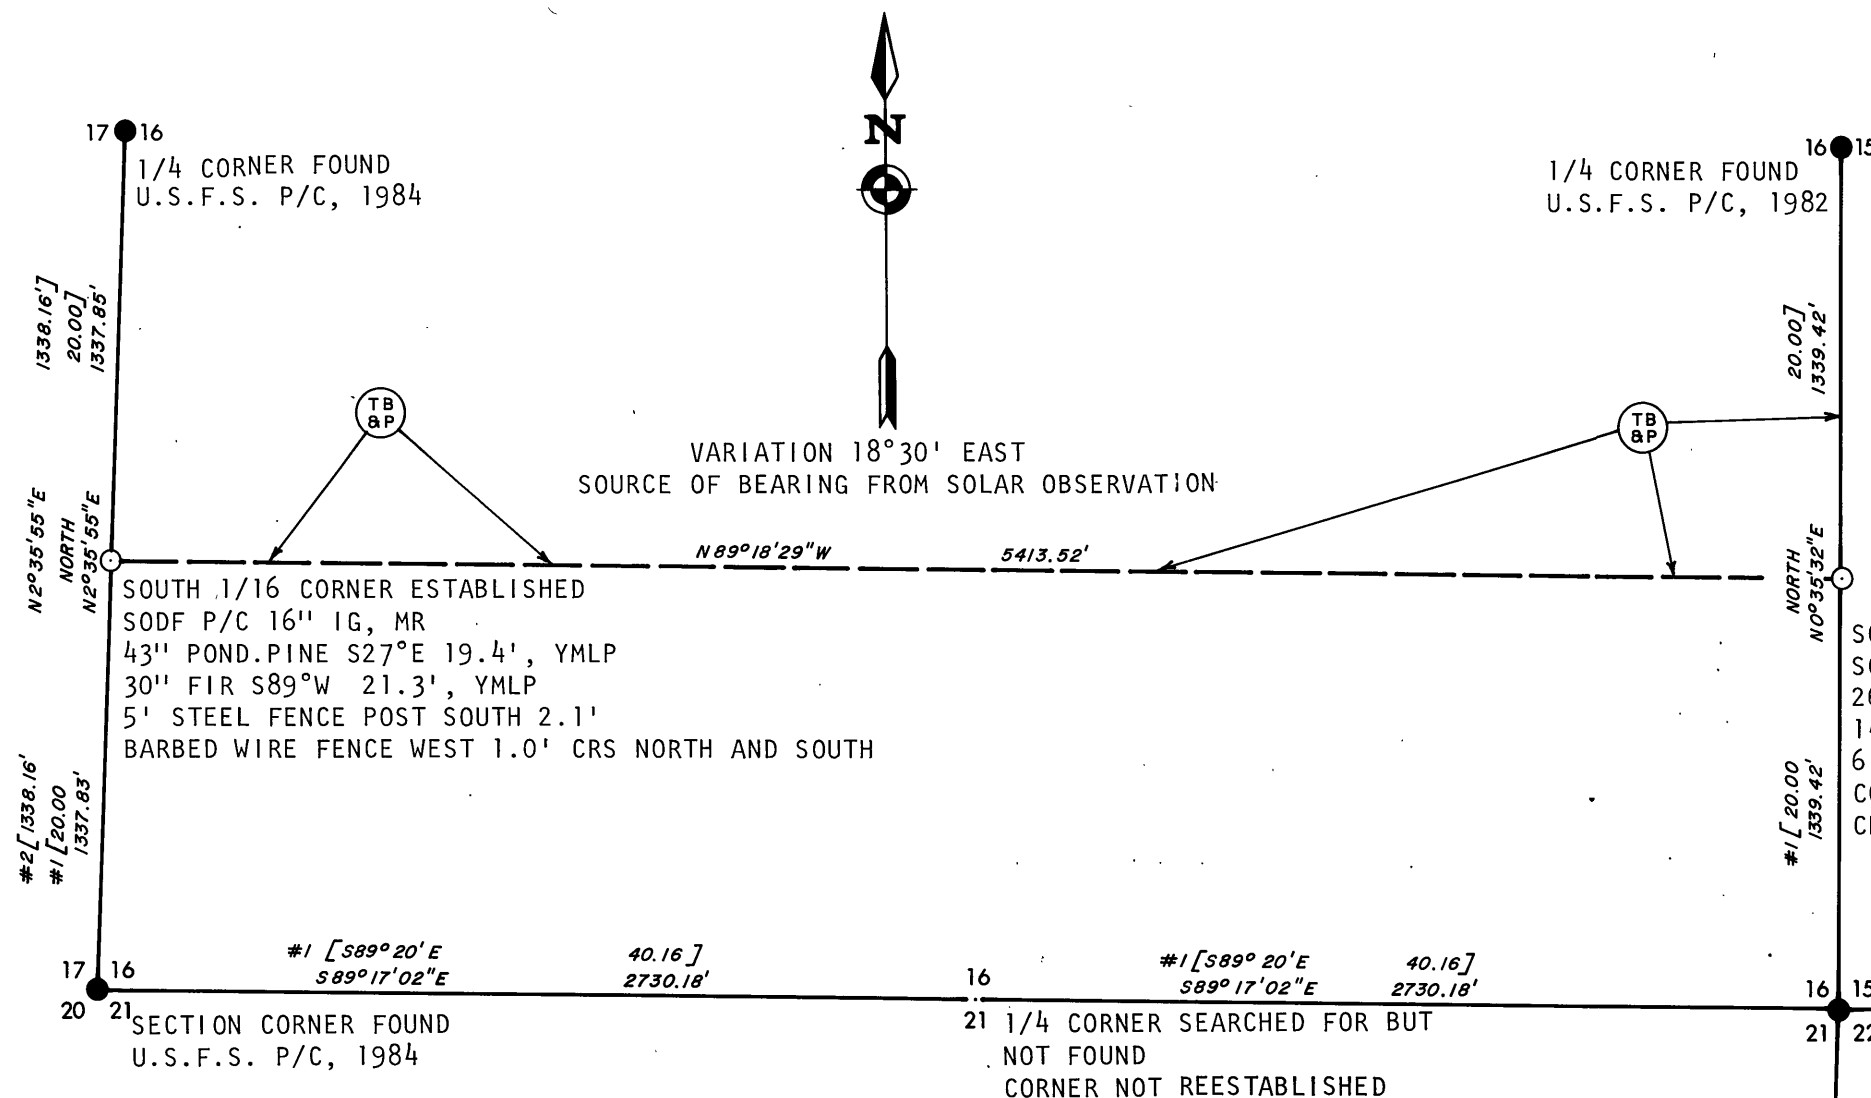 N
17 16
1/4 CORNER FOUND
U.S.F.S. P/C, 1984
16 15
1/4 CORNER FOUND
U.S.F.S. P/C, 1982
1338.16']
20.00]
1337.85'
20.00]
1339.42'
TB
&P
TB
&P
VARIATION 18°30' EAST
SOURCE OF BEARING FROM SOLAR OBSERVATION
N2°35'55"E
NORTH
N2°35'55"E
N89°18'29"W 5413.52'
NORTH
N0°35'32"E
SOUTH 1/16 CORNER ESTABLISHED
SODF P/C 16" IG, MR
43" POND.PINE S27°E 19.4', YMLP
30" FIR S89°W 21.3', YMLP
5' STEEL FENCE POST SOUTH 2.1'
BARBED WIRE FENCE WEST 1.0' CRS NORTH AND SOUTH
#2[1338.16'
#1[20.00
1337.83'
#1[20.00
1339.42'
#1 [S89°20'E 40.16]
S89°17'02"E 2730.18'
#1[S89°20'E 40.16]
S89°17'02"E 2730.18'
17 16
20 21
SECTION CORNER FOUND
U.S.F.S. P/C, 1984
16
21
1/4 CORNER SEARCHED FOR BUT
NOT FOUND
CORNER NOT REESTABLISHED
16 15
21 22